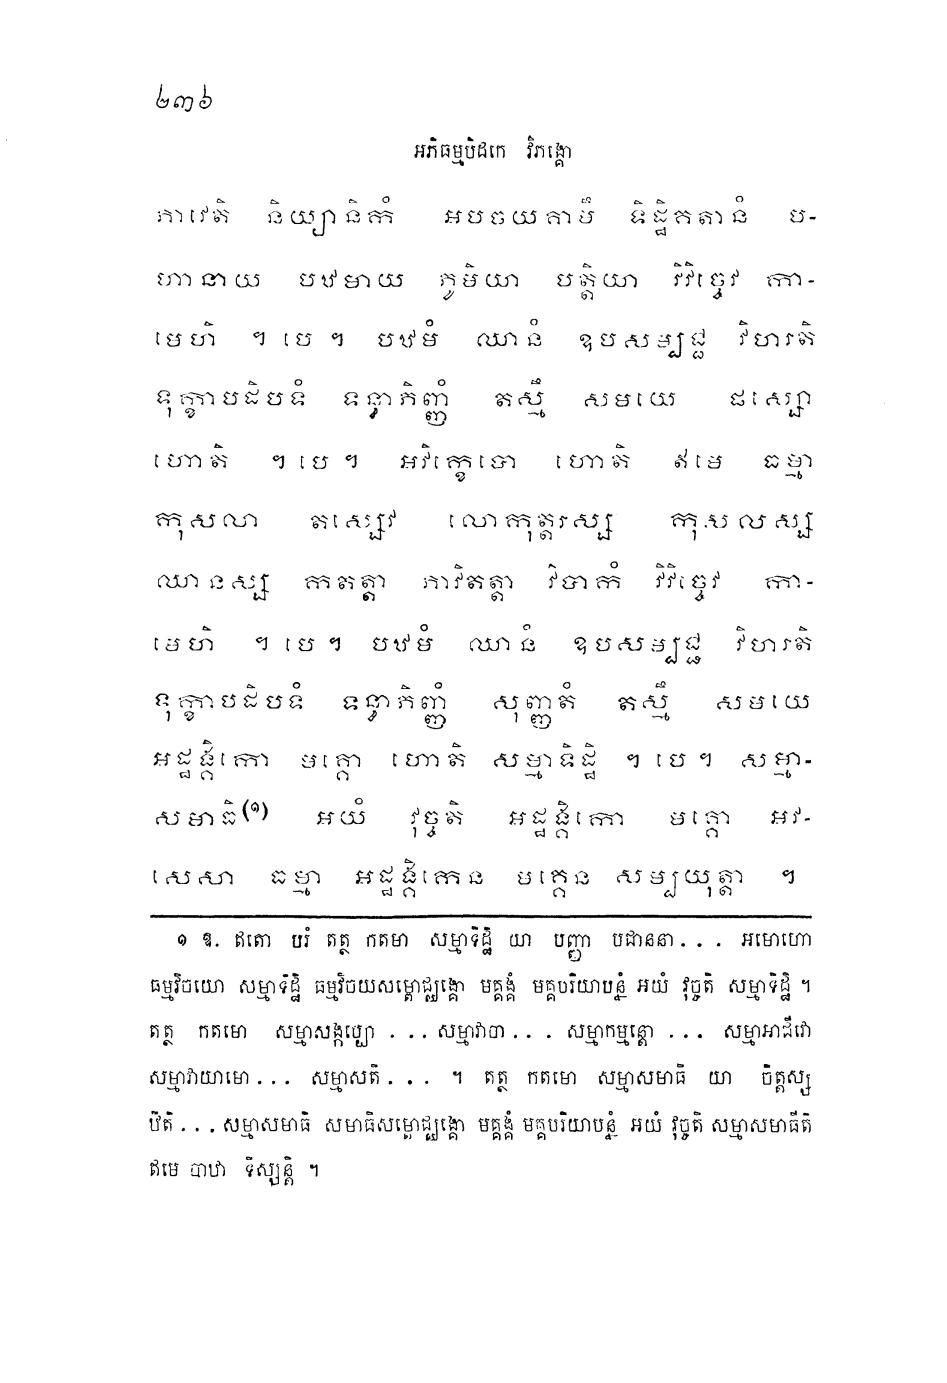 ២៣៦
អភិធម្មបិដកេ វិភង្គោ
ភាវេតិ និយ្យានិកំ អបចយគាមឹ ទិដ្ឋិគតានំ ប-
ហានាយ បឋមាយ ភូមិយា បត្តិយា វិវិច្ចេវ កា-
មេហិ ។ បេ ។ បឋមំ ឈានំ ឧបសម្បជ្ជ វិហរតិ
ទុក្ខាបដិបទំ ទន្ធាភិញ្ញំ តស្មឹ សមយេ ផស្សោ
ហោតិ ។ បេ ។ អវិក្ខេបោ ហោតិ ឥមេ ធម្មា
កុសលា តស្សេវ លោកុត្តរស្ស កុសលស្ស
ឈានស្ស កតត្តា ភាវិតត្តា វិបាកំ វិវិច្ចេវ កា-
មេហិ ។ បេ ។ បឋមំ ឈានំ ឧបសម្បជ្ជ វិហរតិ
ទុក្ខាបដិបទំ ទន្ធាភិញ្ញំ សុញ្ញតំ តស្មឹ សមយេ
អដ្ឋង្គិកោ មគ្គោ ហោតិ សម្មាទិដ្ឋិ ។ បេ ។ សម្មា-
សមាធិ(១) អយំ វុច្ចតិ អដ្ឋង្គិកោ មគ្គោ អវ-
សេសា ធម្មា អដ្ឋង្គិកេន មគ្គេន សម្បយុត្តា ។
១ ឧ. ឥតោ បរំ តត្ថ កតមា សម្មាទិដ្ឋិ យា បញ្ញា បជាននា... អមោហោ
ធម្មវិចយោ សម្មាទិដ្ឋិ ធម្មវិចយសម្ពោជ្ឈង្គោ មគ្គង្គំ មគ្គបរិយាបន្នំ អយំ វុច្ចតិ សម្មាទិដ្ឋិ ។
តត្ថ កតមោ សម្មាសង្កប្បោ ...សម្មាវាចា... សម្មាកម្មន្តោ ... សម្មាអាជីវោ
សម្មាវាយាមោ... សម្មាសតិ... ។ តត្ថ កតមោ សម្មាសមាធិ យា ចិត្តស្ស
ឋិតិ...សម្មាសមាធិ សមាធិសម្ពោជ្ឈង្គោ មគ្គង្គំ មគ្គបរិយាបន្នំ អយំ វុច្ចតិ សម្មាសមាធីតិ
ឥមេ បាឋា ទិស្សន្តិ ។